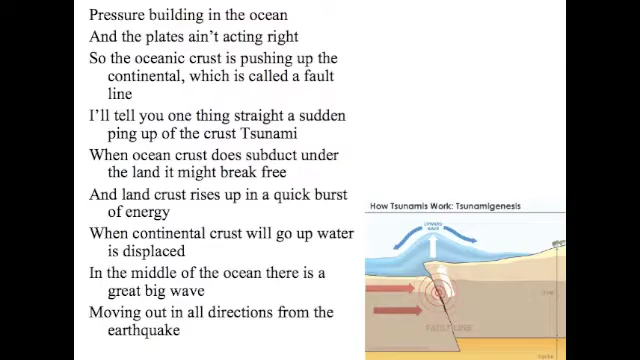 Pressure building in the ocean
And the plates ain't acting right
So the oceanic crust is pushing up the
continental, which is called a fault
line
I'll tell you one thing straight a sudden
ping up of the crust Tsunami
When ocean crust does subduct under
the land it might break free
And land crust rises up in a quick burst
of energy
When continental crust will go up water
is displaced
In the middle of the ocean there is a
great big wave
Moving out in all directions from the
earthquake
How Tsunamis Work: Tsunamigenesis
UPWARD
WAVE
FAULT LINE